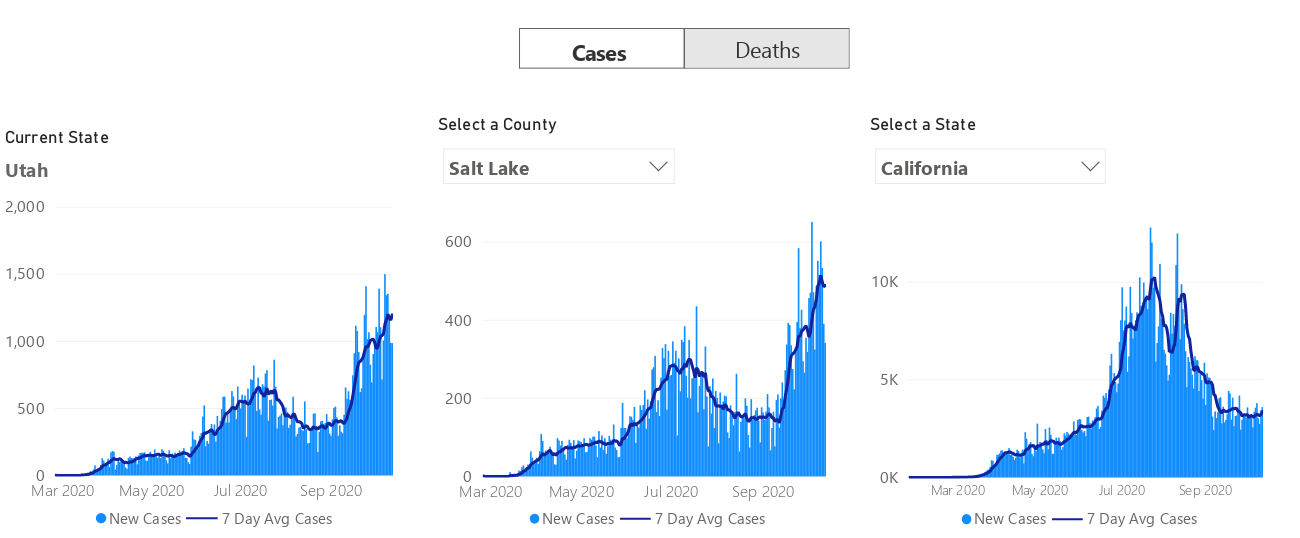 Cases
Deaths
Current State
Utah
2,000
1,500
1,000
500
0
Mar 2020 May 2020 Jul 2020 Sep 2020
New Cases 7 Day Avg Cases
Select a County
Salt Lake
600
400
200
0
Mar 2020 May 2020 Jul 2020 Sep 2020
New Cases 7 Day Avg Cases
Select a State
California
10K
5K
0K
Mar 2020 May 2020 Jul 2020 Sep 2020
New Cases 7 Day Avg Cases